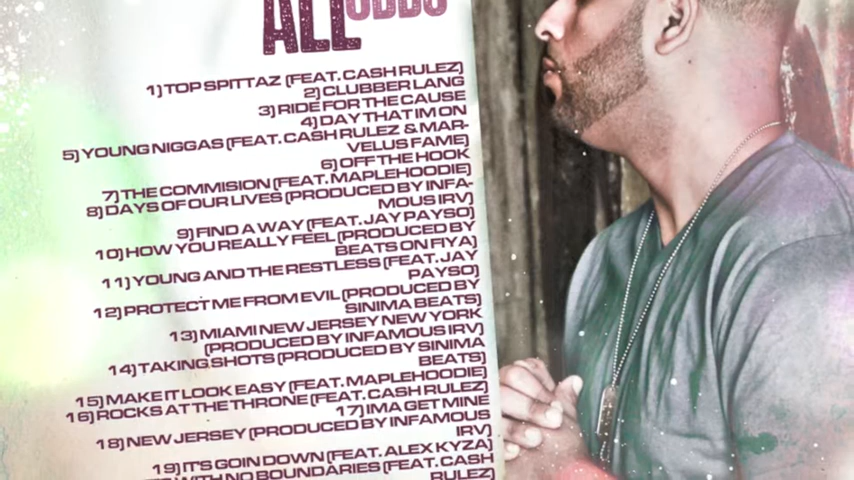 ALL ODDS
1) TOP SPITTAZ (FEAT. CASH RULEZ)
2) CLUBBER LANG
3) RIDE FOR THE CAUSE
4) DAY THAT IM ON
5) YOUNG NIGGAS (FEAT. CASH RULEZ & MAR-
VELUS FAME)
6) OFF THE HOOK
7) THE COMMISION (FEAT. MAPLEHOODIE)
8) DAYS OF OUR LIVES (PRODUCED BY INFA-
MOUS IRV)
9) FIND A WAY (FEAT. JAY PAYSO)
10) HOW YOU REALLY FEEL (PRODUCED BY
BEATS ON FIYA)
11) YOUNG AND THE RESTLESS (FEAT. JAY
PAYSO)
12) PROTECT ME FROM EVIL (PRODUCED BY
SINIMA BEATS)
13) MIAMI NEW JERSEY NEW YORK
(PRODUCED BY INFAMOUS IRV)
14) TAKING SHOTS (PRODUCED BY SINIMA
BEATS)
15) MAKE IT LOOK EASY (FEAT. MAPLEHOODIE)
16) ROCKS AT THE THRONE (FEAT. CASH RULEZ)
17) IMA GET MINE
18) NEW JERSEY (PRODUCED BY INFAMOUS
IRV)
19) IT'S GOIN DOWN (FEAT. ALEX KYZA)
WITH NO BOUNDARIES (FEAT. CASH
RULEZ)